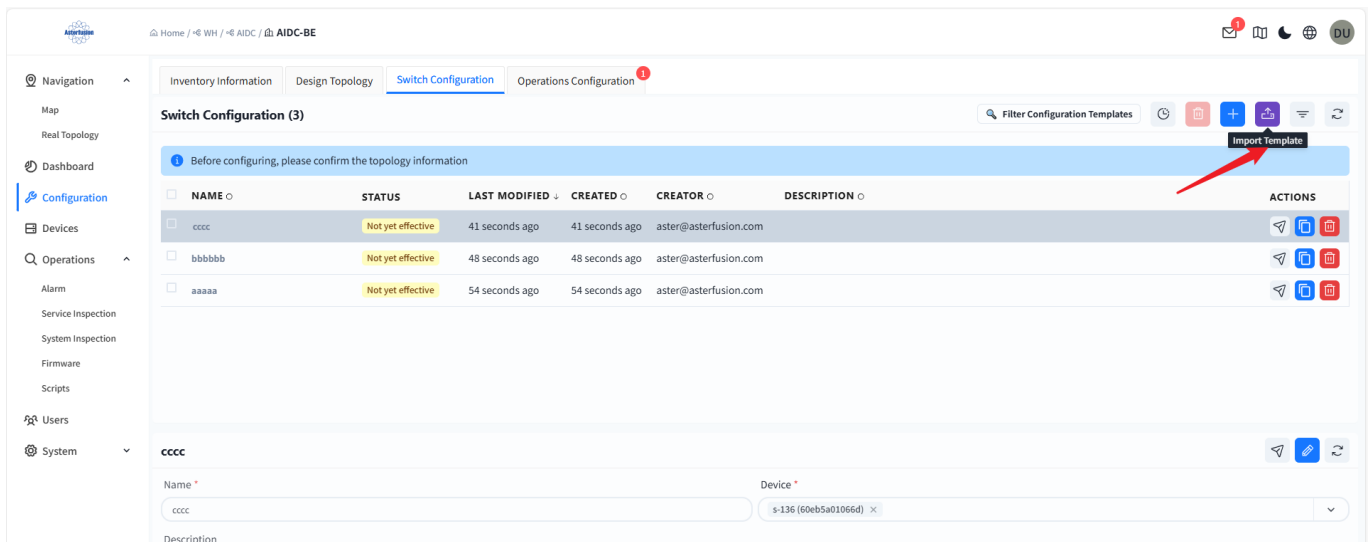 Asterfusion
Home / WH / AIDC / AIDC-BE
1
DU
Navigation
Map
Real Topology
Dashboard
Configuration
Devices
Operations
Alarm
Service Inspection
System Inspection
Firmware
Scripts
Users
System
Inventory Information
Design Topology
Switch Configuration
Operations Configuration
1
Switch Configuration (3)
Filter Configuration Templates
Import Template
Before configuring, please confirm the topology information
NAME STATUS LAST MODIFIED ↓ CREATED CREATOR DESCRIPTION ACTIONS
cccc Not yet effective 41 seconds ago 41 seconds ago aster@asterfusion.com
bbbbbb Not yet effective 48 seconds ago 48 seconds ago aster@asterfusion.com
aaaaa Not yet effective 54 seconds ago 54 seconds ago aster@asterfusion.com
cccc
Name *
cccc
Device *
s-136 (60eb5a01066d) ×
Description